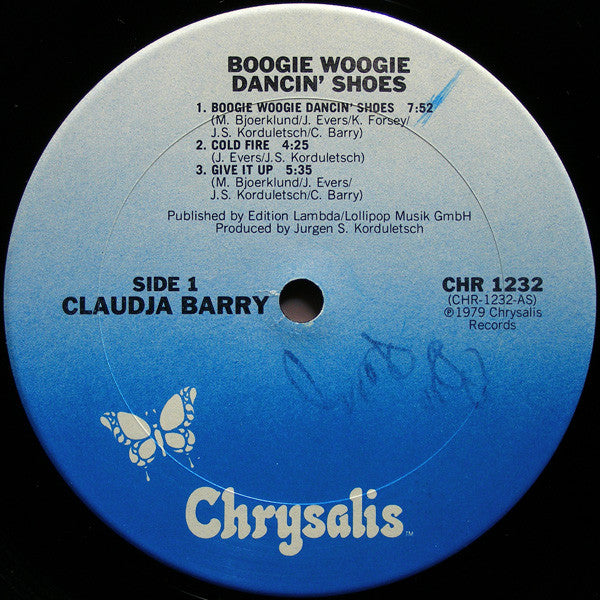 BOOGIE WOOGIE
DANCIN' SHOES
1. BOOGIE WOOGIE DANCIN' SHOES 7:52
(M. Bjoerklund/J. Evers/K. Forsey/
J.S. Korduletsch/C. Barry)
2. COLD FIRE 4:25
(J. Evers/J.S. Korduletsch)
3. GIVE IT UP 5:35
(M. Bjoerklund/J. Evers/
J.S. Korduletsch/C. Barry)
Published by Edition Lambda/Lollipop Musik GmbH
Produced by Jurgen S. Korduletsch
SIDE 1
CLAUDJA BARRY
CHR 1232
(CHR-1232-AS)
℗ 1979 Chrysalis
Records
Chrysalis™